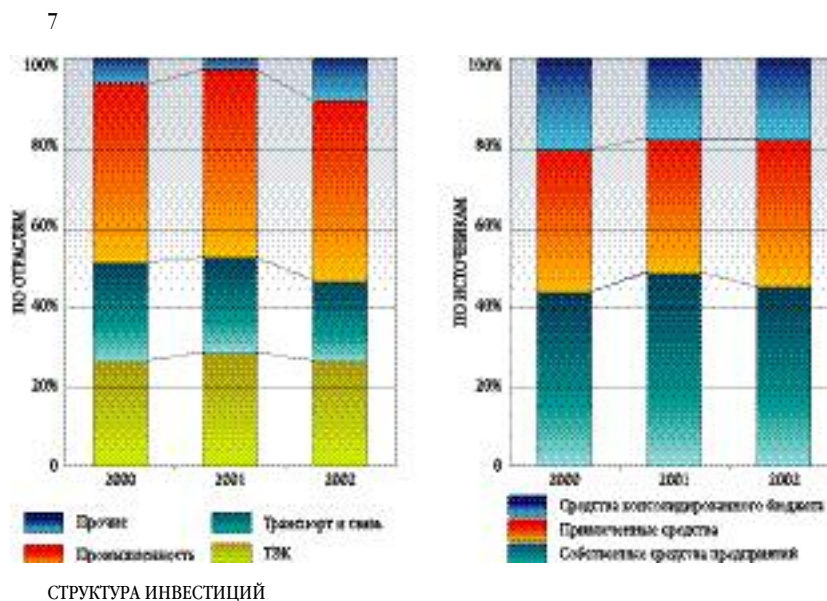 7
100%
80%
60%
40%
20%
0
ПО ОТРАСЛЯМ
2000 2001 2002
Прочие
Транспорт и связь
Промышленность
ТЭК
100%
80%
60%
40%
20%
0
ПО ИСТОЧНИКАМ
2000 2001 2002
Средства консолидированного бюджета
Привлеченные средства
Собственные средства предприятий
СТРУКТУРА ИНВЕСТИЦИЙ